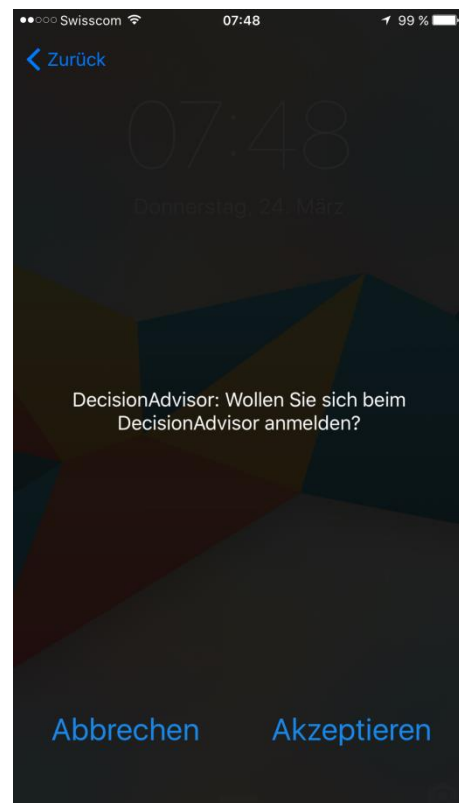 Swisscom 07:48 99 %
Zurück
07:48
Donnerstag, 24. März
DecisionAdvisor: Wollen Sie sich beim
DecisionAdvisor anmelden?
Abbrechen Akzeptieren